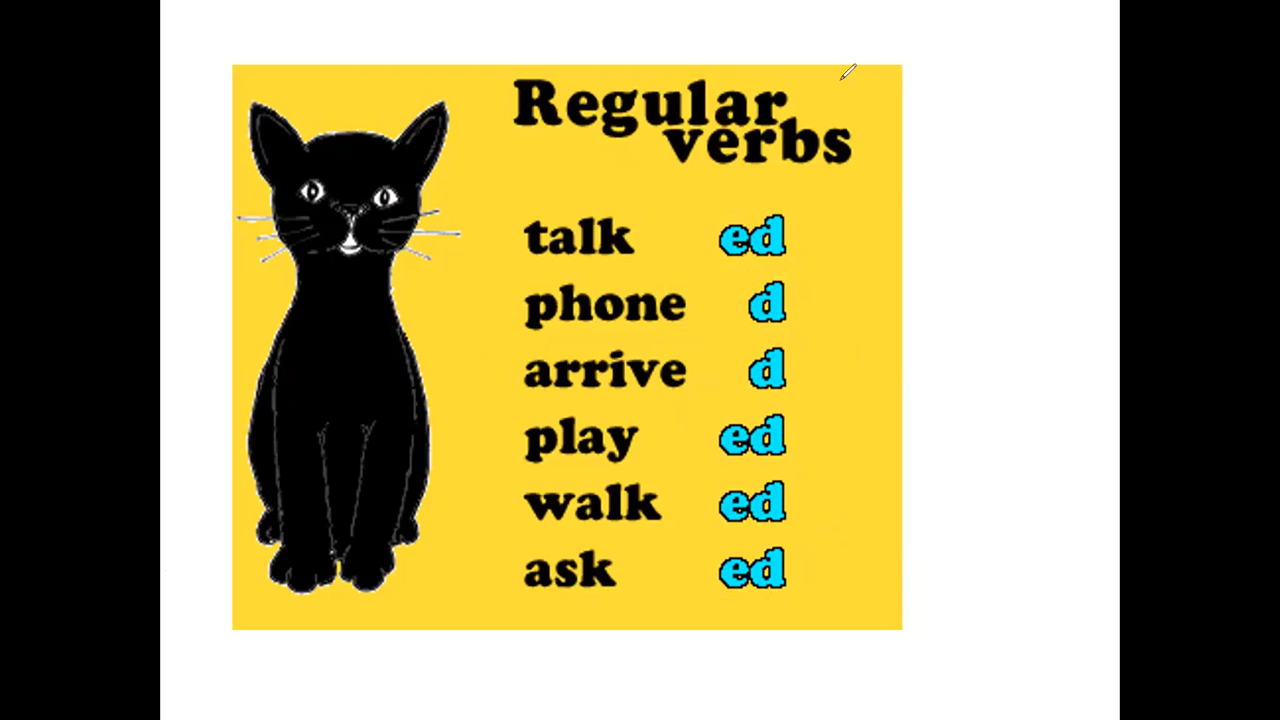 Regular
verbs
talk ed
phone d
arrive d
play ed
walk ed
ask ed